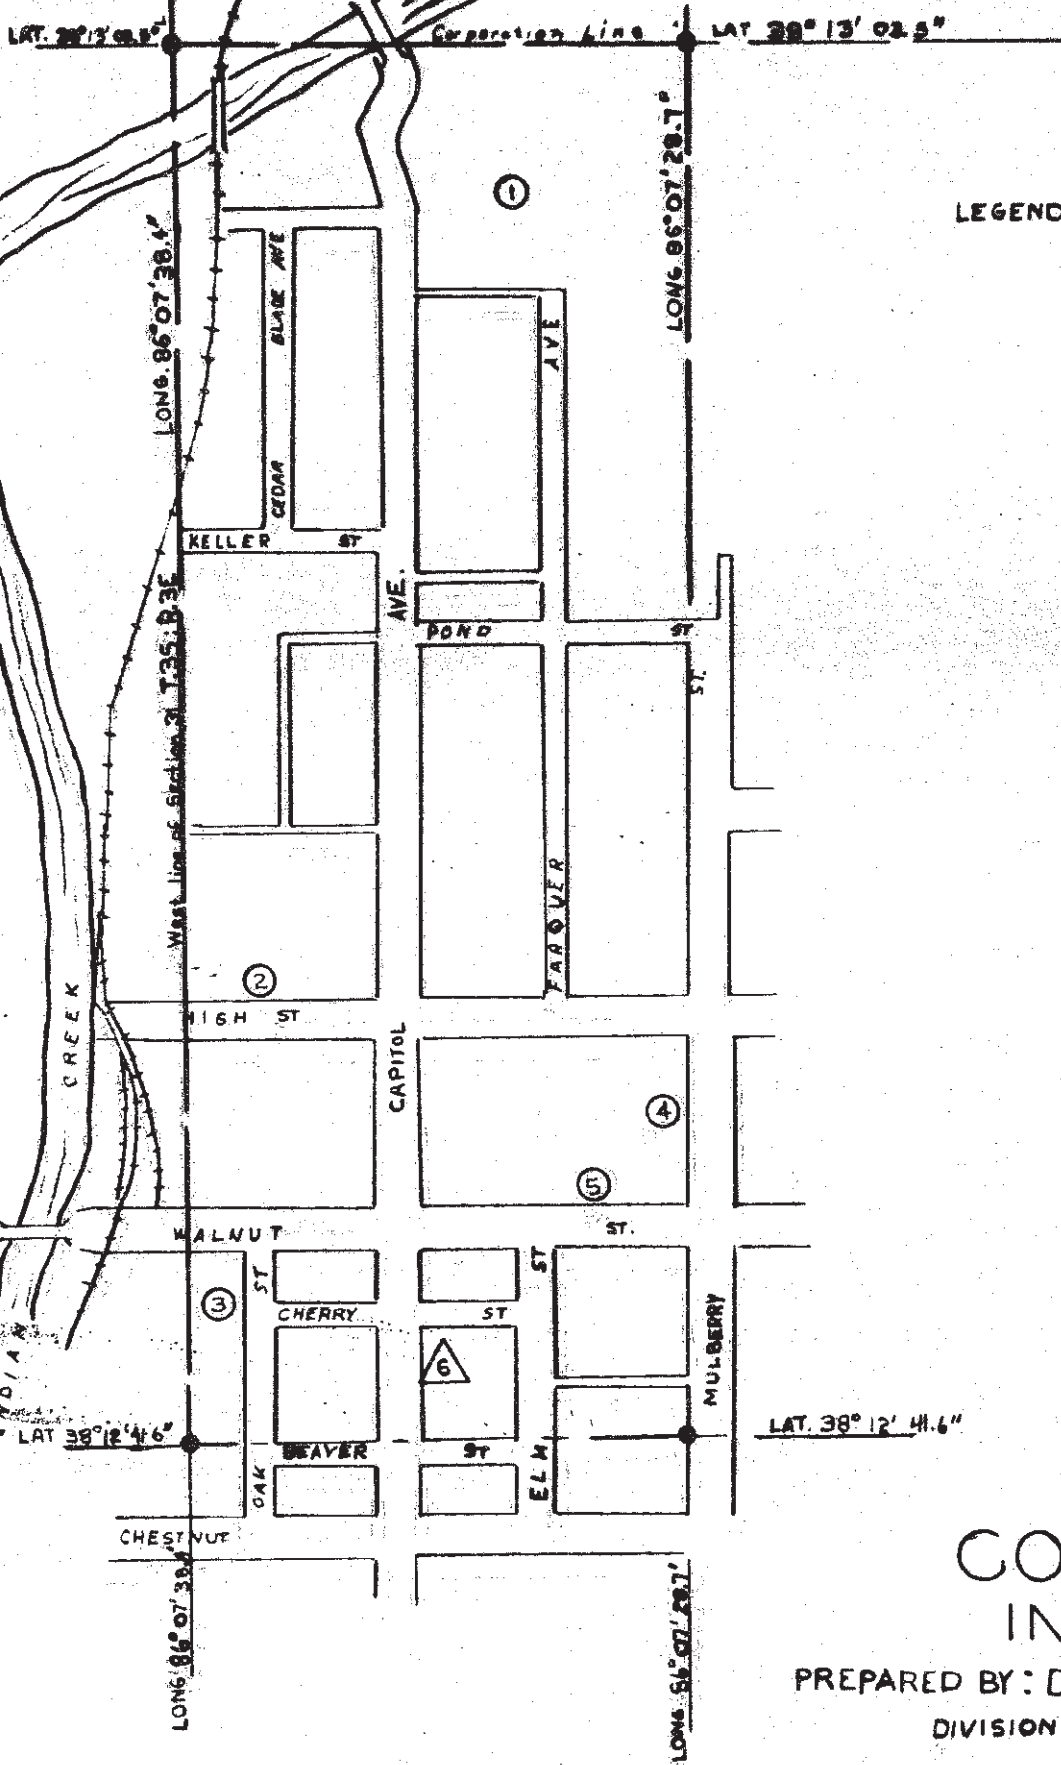 LAT. 38°13'02.5"
Corporation Line
LAT 38° 13' 02.5"
LONG. 86°07'38.4"
LONG. 86°07'28.7"
①
LEGEND
BLADE AVE
CEDAR
AVE
KELLER ST
AVE.
POND ST
ST.
West line of Section 31 T.3S. R.3E
FARQUER
②
HIGH ST
CREEK
CAPITOL
④
⑤
WALNUT ST.
ST
ST
③
CHERRY ST
MULBERRY
6
NDIAN
LAT 38°12'41.6"
LAT. 38° 12' 41.6"
BEAVER ST
OAK
ELM
CHESTNUT
LONG 86°07'38.4"
LONG 86°07'28.7'
CO
IN
PREPARED BY: D
DIVISION